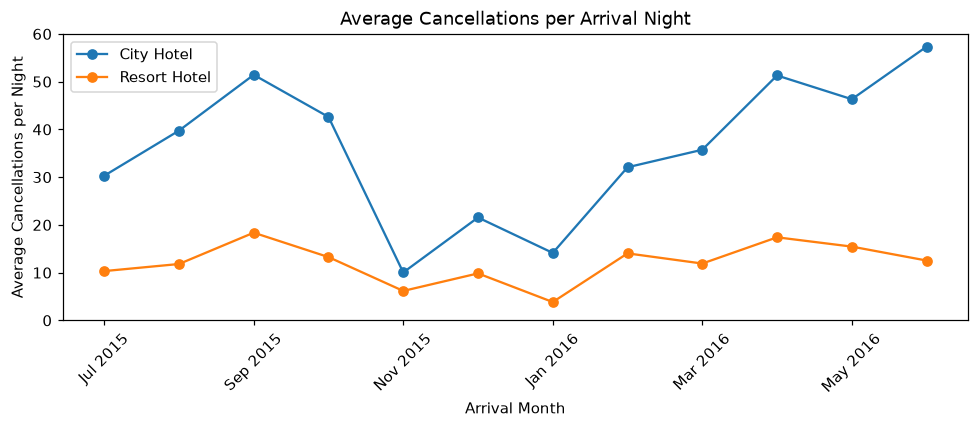 Average Cancellations per Arrival Night
City Hotel
Resort Hotel
Average Cancellations per Night
60
50
40
30
20
10
0
Jul 2015
Sep 2015
Nov 2015
Jan 2016
Mar 2016
May 2016
Arrival Month